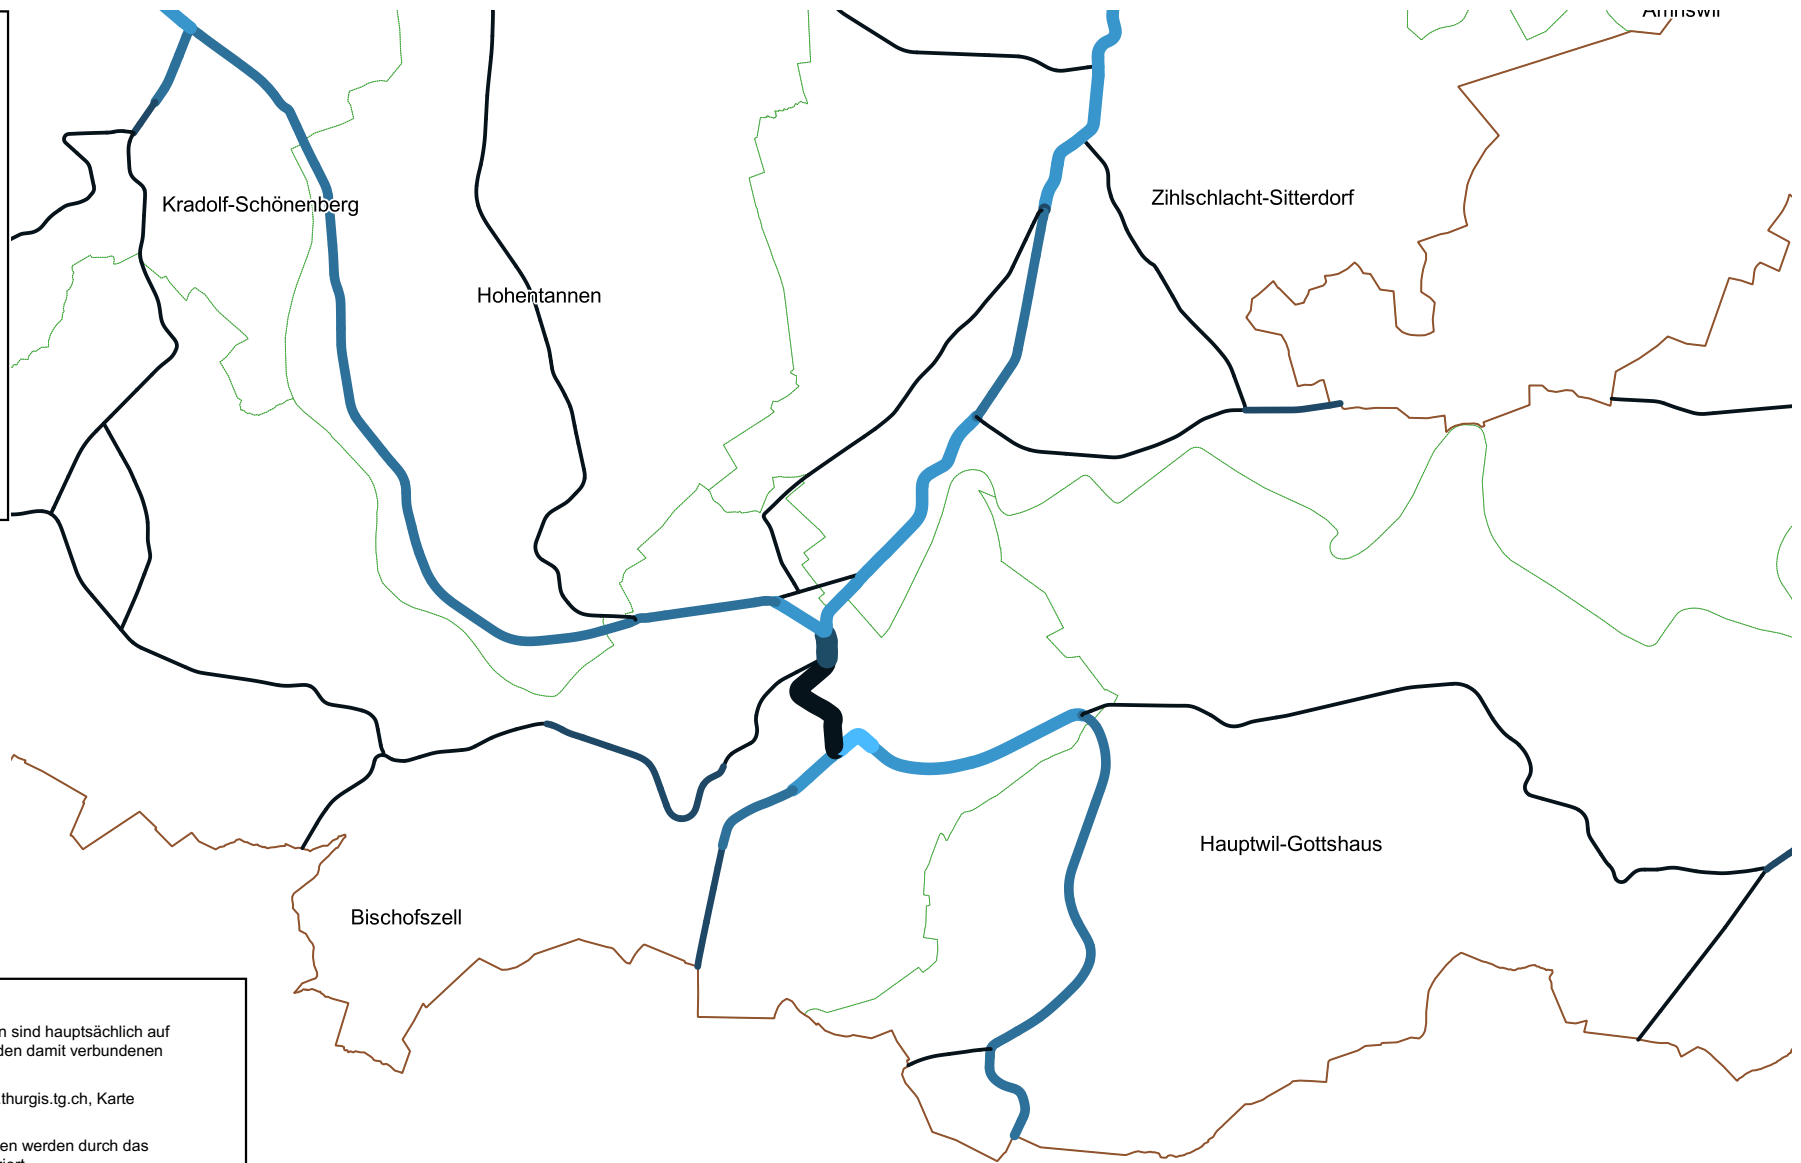 Amriswil
Zihlschlacht-Sitterdorf
Kradolf-Schönenberg
Hohentannen
Hauptwil-Gottshaus
Bischofszell
n sind hauptsächlich auf
den damit verbundenen
.thurgis.tg.ch, Karte
en werden durch das